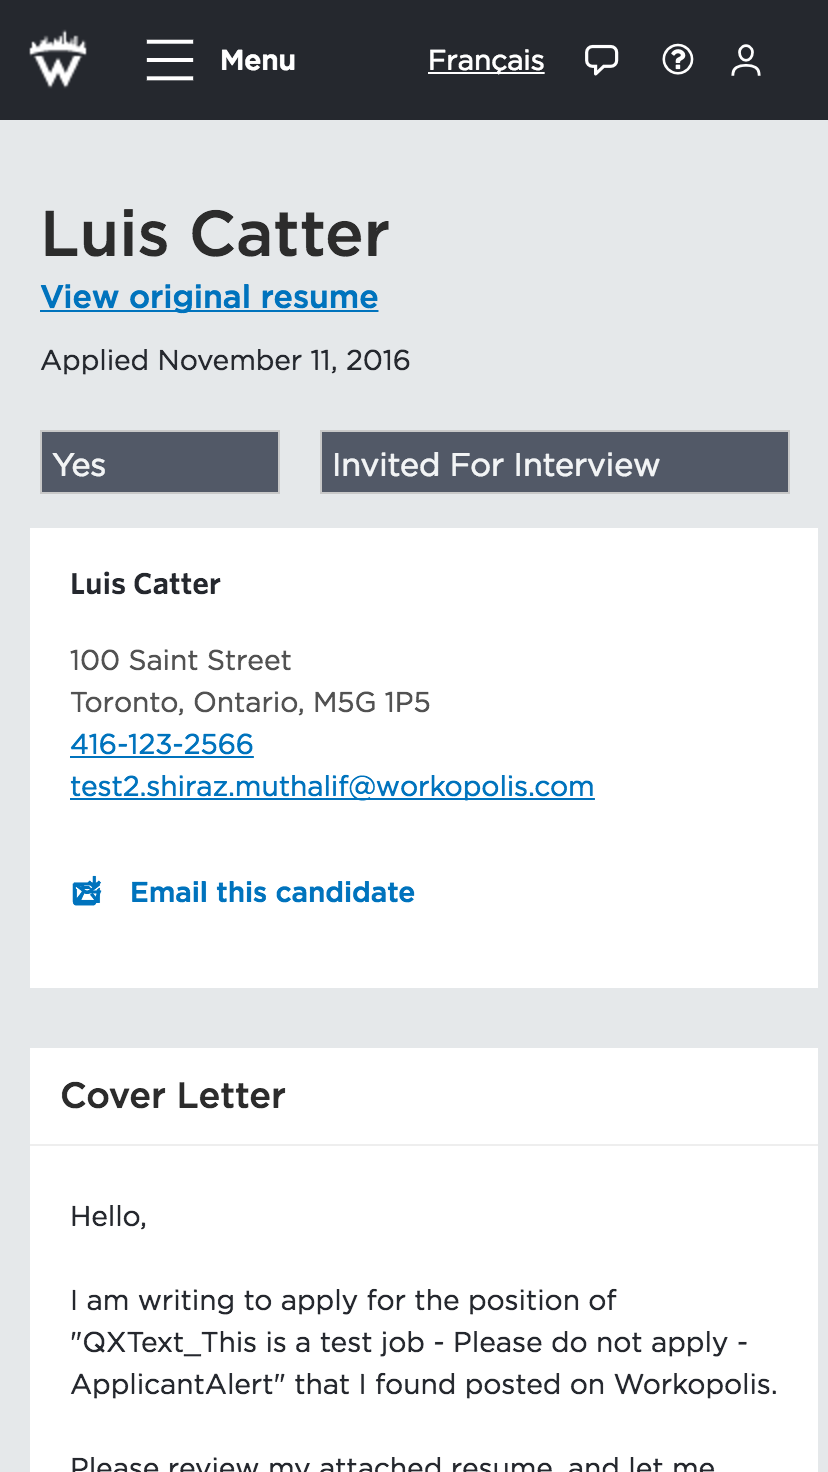 W
Menu
Français
Luis Catter
View original resume
Applied November 11, 2016
Yes
Invited For Interview
Luis Catter
100 Saint Street
Toronto, Ontario, M5G 1P5
416-123-2566
test2.shiraz.muthalif@workopolis.com
Email this candidate
Cover Letter
Hello,
I am writing to apply for the position of
"QXText_This is a test job - Please do not apply -
ApplicantAlert" that I found posted on Workopolis.
Please review my attached resume, and let me